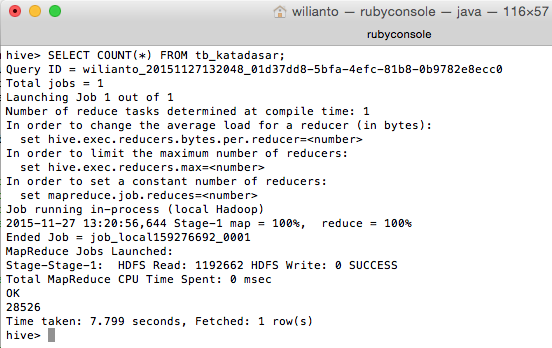 wilianto — rubyconsole — java — 116×57
rubyconsole
hive> SELECT COUNT(*) FROM tb_katadasar;
Query ID = wilianto_20151127132048_01d37dd8-5bfa-4efc-81b8-0b9782e8ecc0
Total jobs = 1
Launching Job 1 out of 1
Number of reduce tasks determined at compile time: 1
In order to change the average load for a reducer (in bytes):
  set hive.exec.reducers.bytes.per.reducer=<number>
In order to limit the maximum number of reducers:
  set hive.exec.reducers.max=<number>
In order to set a constant number of reducers:
  set mapreduce.job.reduces=<number>
Job running in-process (local Hadoop)
2015-11-27 13:20:56,644 Stage-1 map = 100%,  reduce = 100%
Ended Job = job_local159276692_0001
MapReduce Jobs Launched:
Stage-Stage-1:  HDFS Read: 1192662 HDFS Write: 0 SUCCESS
Total MapReduce CPU Time Spent: 0 msec
OK
28526
Time taken: 7.799 seconds, Fetched: 1 row(s)
hive>